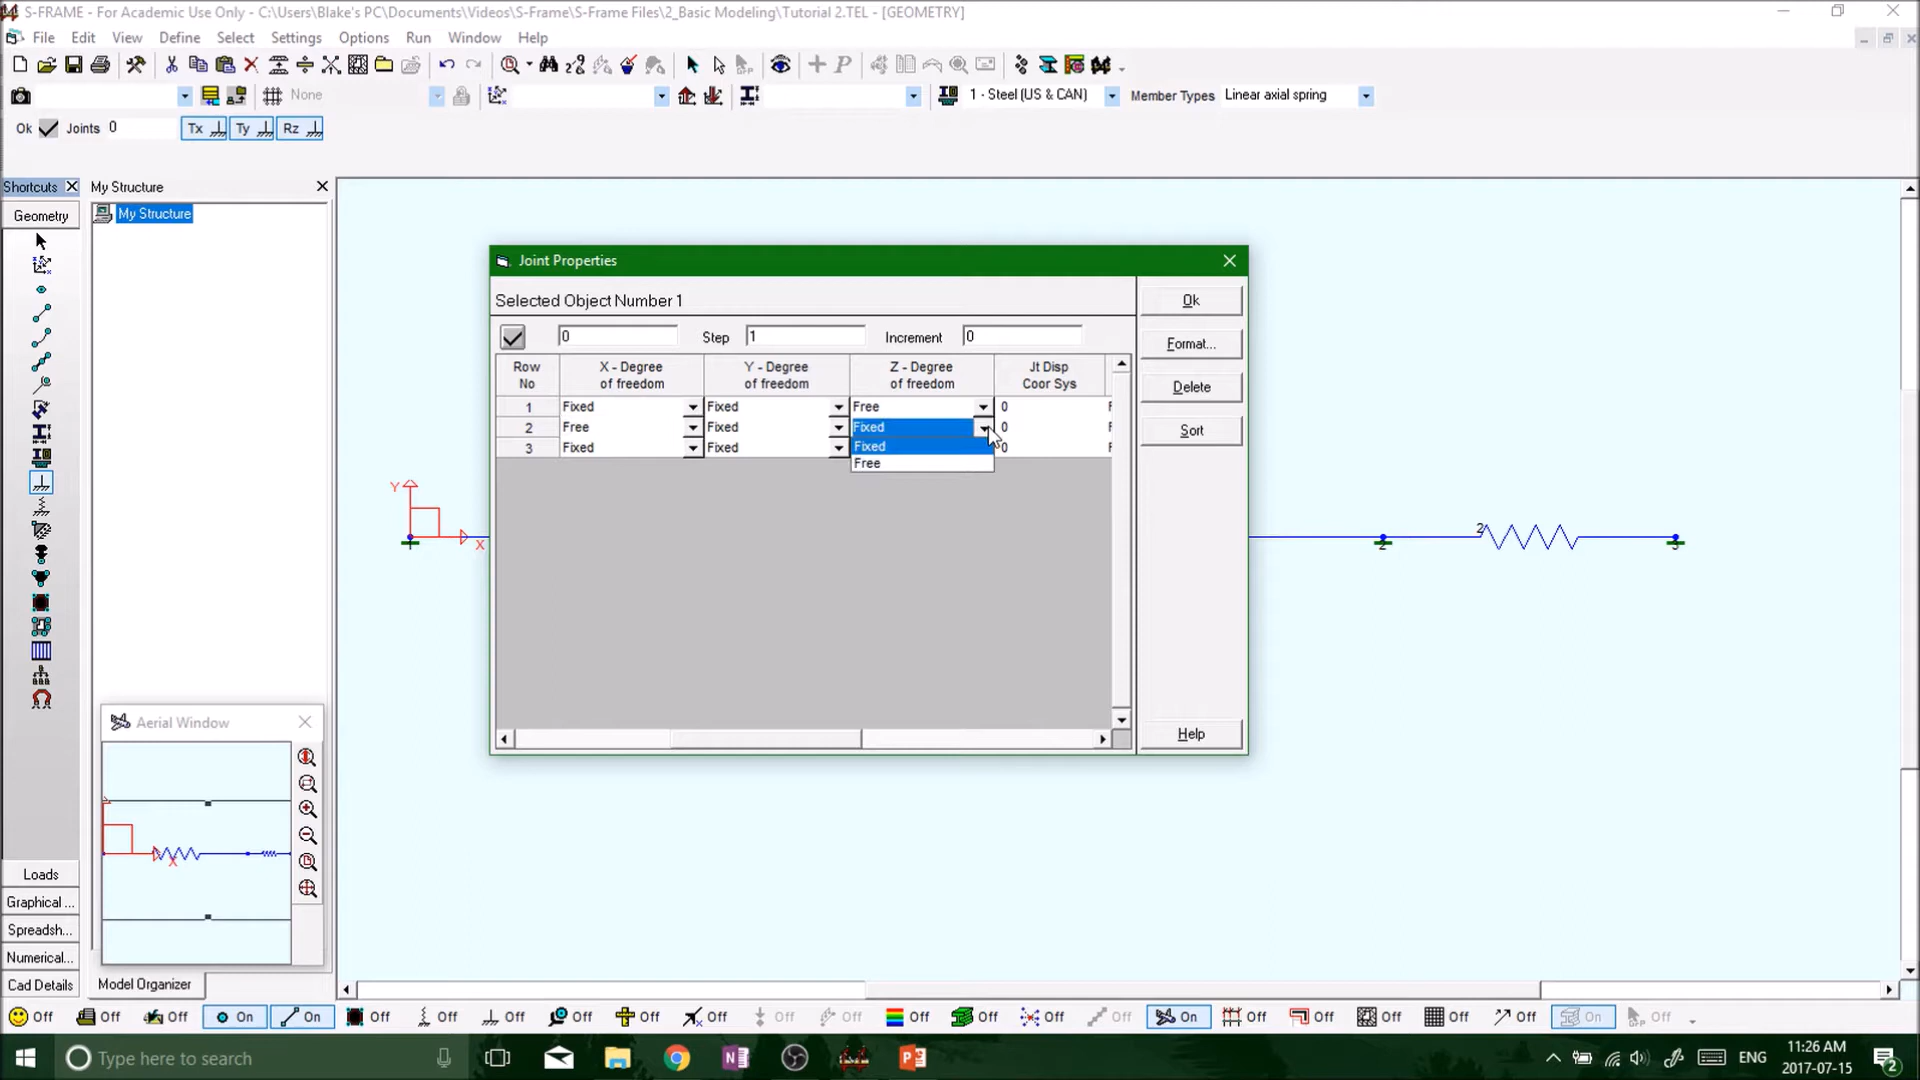 S-FRAME - For Academic Use Only - C:\Users\Blake's PC\Documents\Videos\S-Frame\S-Frame Files\2_Basic Modeling\Tutorial 2.TEL - [GEOMETRY]
File Edit View Define Select Settings Options Run Window Help
None 1 - Steel (US & CAN) Member Types Linear axial spring
Ok Joints 0 Tx Ty Rz
Shortcuts My Structure
Geometry My Structure
Joint Properties
Selected Object Number 1 Ok
0 Step 1 Increment 0 Format...
Row No X - Degree of freedom Y - Degree of freedom Z - Degree of freedom Jt Disp Coor Sys Delete
1 Fixed Fixed Free 0
2 Free Fixed Fixed 0 Sort
3 Fixed Fixed Fixed 0
Free
Y
X
2 2 3
Help
Aerial Window
X
Loads
Graphical ...
Spreadsh...
Numerical...
Cad Details Model Organizer
Off Off Off On On Off Off Off Off Off Off Off Off Off Off Off Off On Off Off Off Off Off On Off
Type here to search ENG 11:26 AM
2017-07-15 2